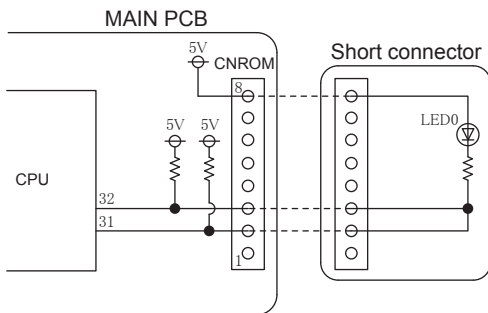 MAIN PCB
5V
CNROM
Short connector
8
LED0
5V
5V
CPU
32
31
1